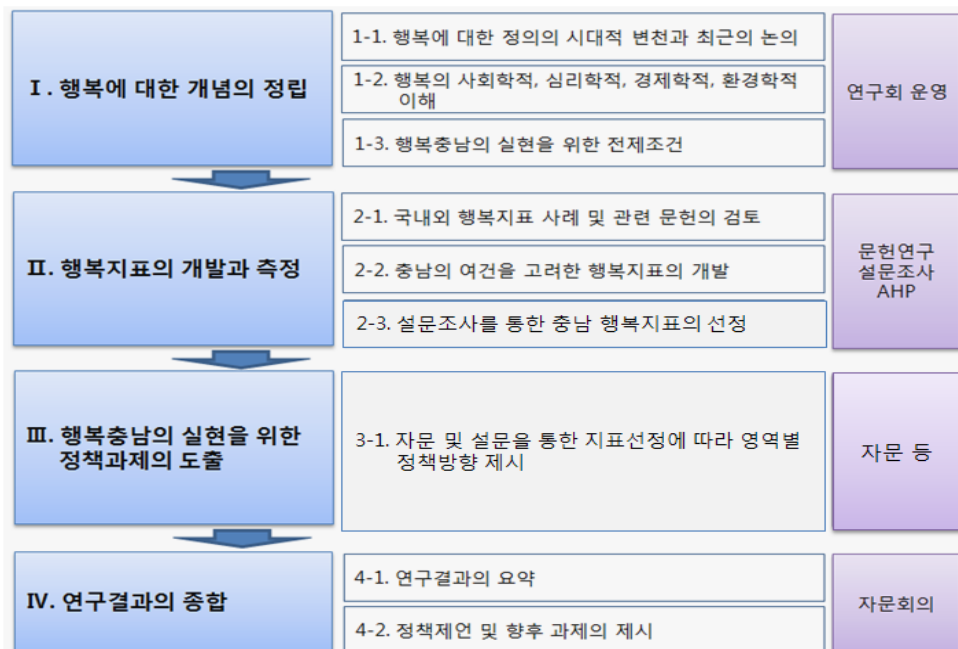 Ⅰ. 행복에 대한 개념의 정립
1-1. 행복에 대한 정의의 시대적 변천과 최근의 논의
1-2. 행복의 사회학적, 심리학적, 경제학적, 환경학적
이해
1-3. 행복충남의 실현을 위한 전제조건
연구회 운영
Ⅱ. 행복지표의 개발과 측정
2-1. 국내외 행복지표 사례 및 관련 문헌의 검토
2-2. 충남의 여건을 고려한 행복지표의 개발
2-3. 설문조사를 통한 충남 행복지표의 선정
문헌연구
설문조사
AHP
Ⅲ. 행복충남의 실현을 위한
정책과제의 도출
3-1. 자문 및 설문을 통한 지표선정에 따라 영역별
정책방향 제시
자문 등
Ⅳ. 연구결과의 종합
4-1. 연구결과의 요약
4-2. 정책제언 및 향후 과제의 제시
자문회의